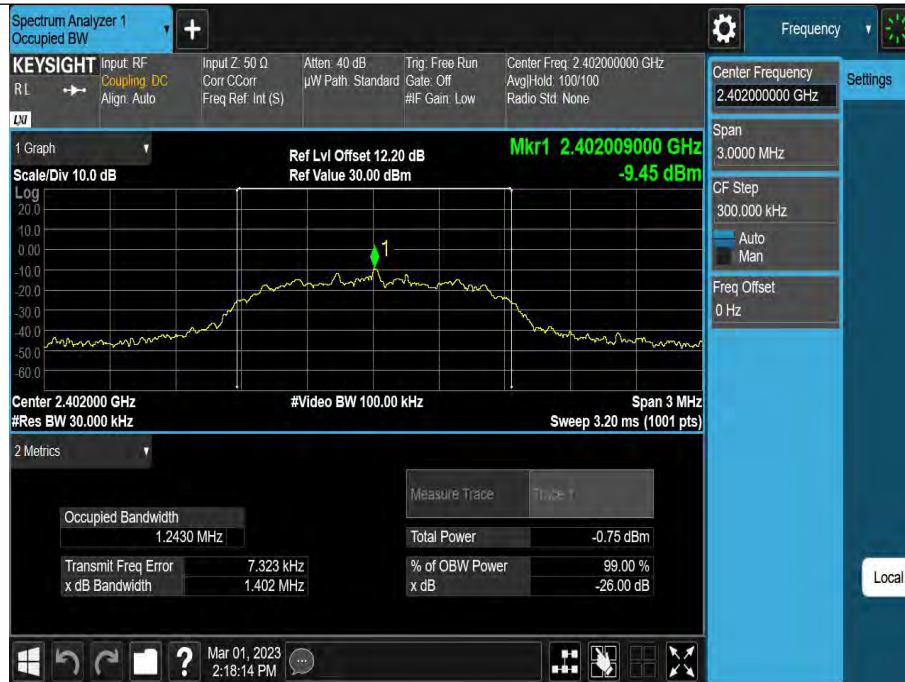 Spectrum Analyzer 1
Occupied BW
+
Frequency
KEYSIGHT
RL
LXI
Input: RF
Coupling: DC
Align: Auto
Input Z: 50 Ω
Corr CCorr
Freq Ref: Int (S)
Atten: 40 dB
µW Path: Standard
Trig: Free Run
Gate: Off
#IF Gain: Low
Center Freq: 2.402000000 GHz
Avg|Hold: 100/100
Radio Std: None
Center Frequency
2.402000000 GHz
Settings
Span
3.0000 MHz
CF Step
300.000 kHz
Auto
Man
Freq Offset
0 Hz
Local
1 Graph
Scale/Div 10.0 dB
Ref Lvl Offset 12.20 dB
Ref Value 30.00 dBm
Mkr1 2.402009000 GHz
-9.45 dBm
Log
20.0
10.0
0.00
-10.0
-20.0
-30.0
-40.0
-50.0
-60.0
1
Center 2.402000 GHz
#Res BW 30.000 kHz
#Video BW 100.00 kHz
Span 3 MHz
Sweep 3.20 ms (1001 pts)
2 Metrics
Measure Trace
Trace 1
Occupied Bandwidth
1.2430 MHz
Total Power
-0.75 dBm
Transmit Freq Error
7.323 kHz
% of OBW Power
99.00 %
x dB Bandwidth
1.402 MHz
x dB
-26.00 dB
?
Mar 01, 2023
2:18:14 PM